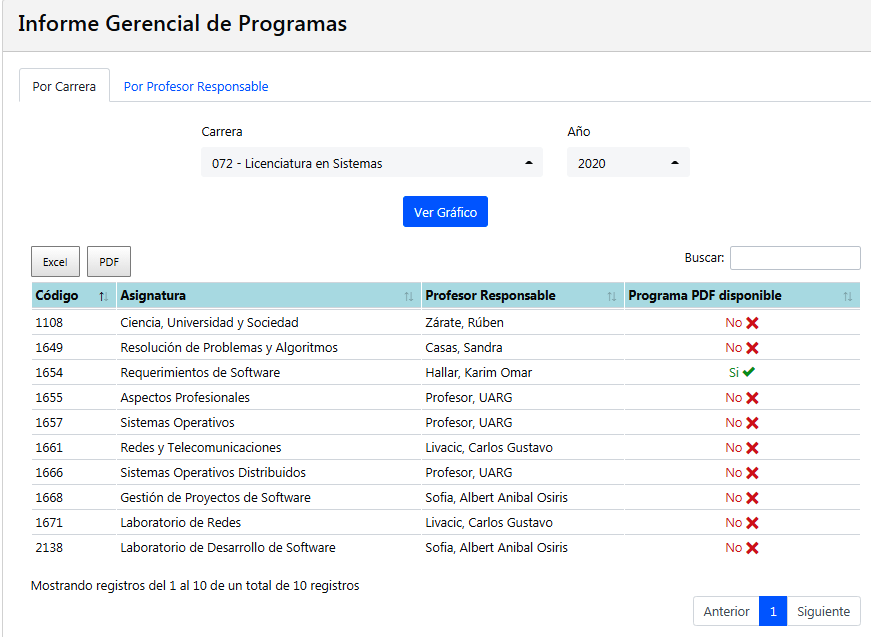 Informe Gerencial de Programas
Por Carrera Por Profesor Responsable
Carrera Año
072 - Licenciatura en Sistemas 2020
Ver Gráfico
Excel PDF Buscar:
Código Asignatura Profesor Responsable Programa PDF disponible
1108 Ciencia, Universidad y Sociedad Zárate, Rúben No
1649 Resolución de Problemas y Algoritmos Casas, Sandra No
1654 Requerimientos de Software Hallar, Karim Omar Si
1655 Aspectos Profesionales Profesor, UARG No
1657 Sistemas Operativos Profesor, UARG No
1661 Redes y Telecomunicaciones Livacic, Carlos Gustavo No
1666 Sistemas Operativos Distribuidos Profesor, UARG No
1668 Gestión de Proyectos de Software Sofia, Albert Anibal Osiris No
1671 Laboratorio de Redes Livacic, Carlos Gustavo No
2138 Laboratorio de Desarrollo de Software Sofia, Albert Anibal Osiris No
Mostrando registros del 1 al 10 de un total de 10 registros
Anterior 1 Siguiente